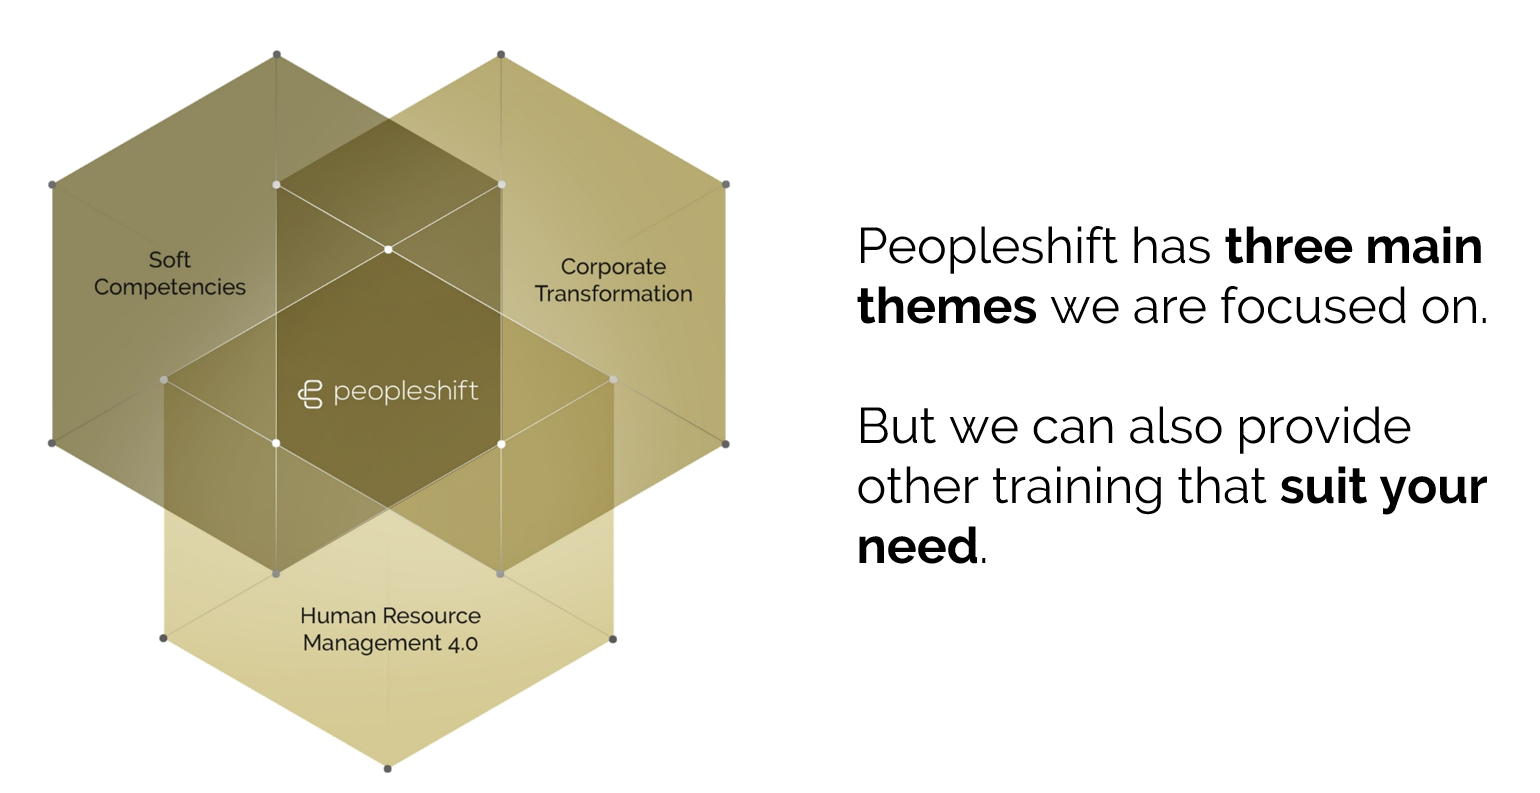 Soft
Competencies
Corporate
Transformation
peopleshift
Human Resource
Management 4.0
Peopleshift has three main
themes we are focused on.
But we can also provide
other training that suit your
need.